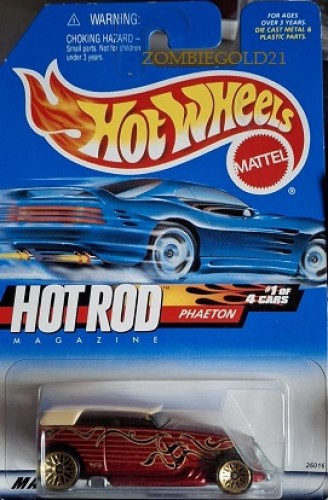 WARNING:
CHOKING HAZARD –
Small parts. Not for children
under 3 years.
FOR AGES
OVER 3 YEARS.
DIE CAST METAL &
PLASTIC PARTS.
ZOMBIEGOLD21
HOT WHEELS
®
MATTEL
®
HOT ROD
MAGAZINE
PHAETON
#1 OF
4 CARS
26016